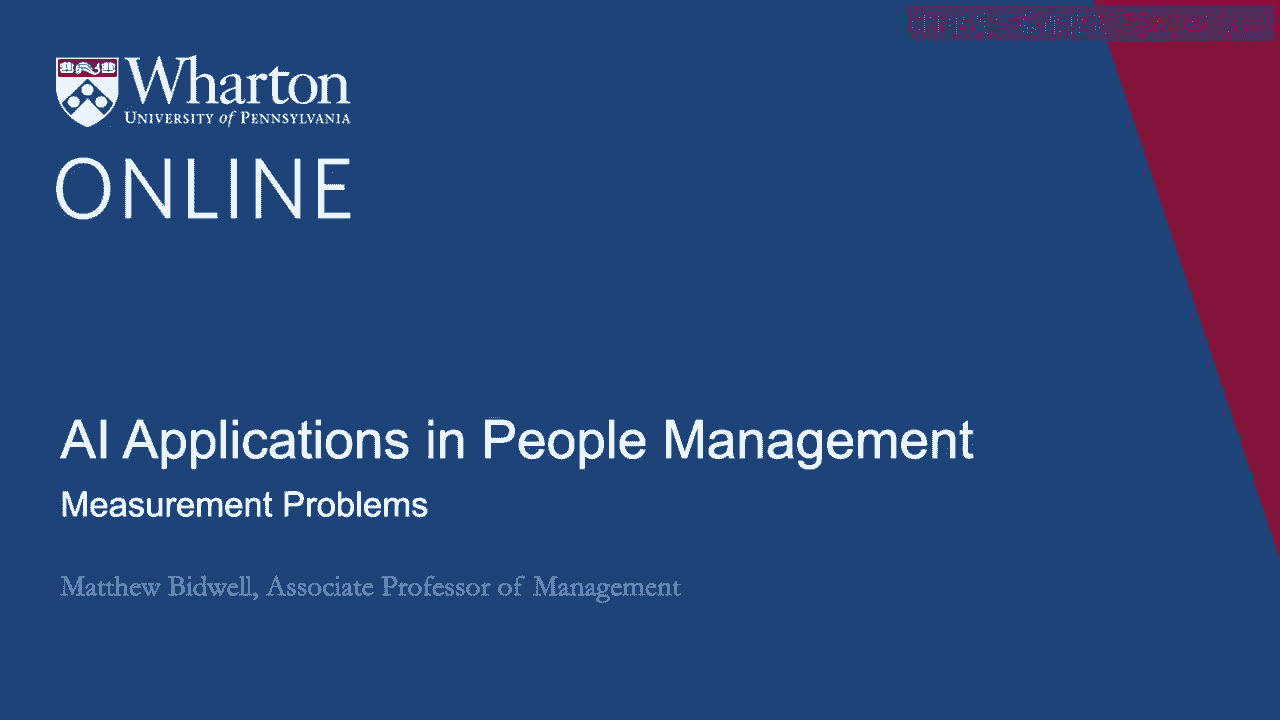 Wharton
UNIVERSITY of PENNSYLVANIA
ONLINE
AI Applications in People Management
Measurement Problems
Matthew Bidwell, Associate Professor of Management